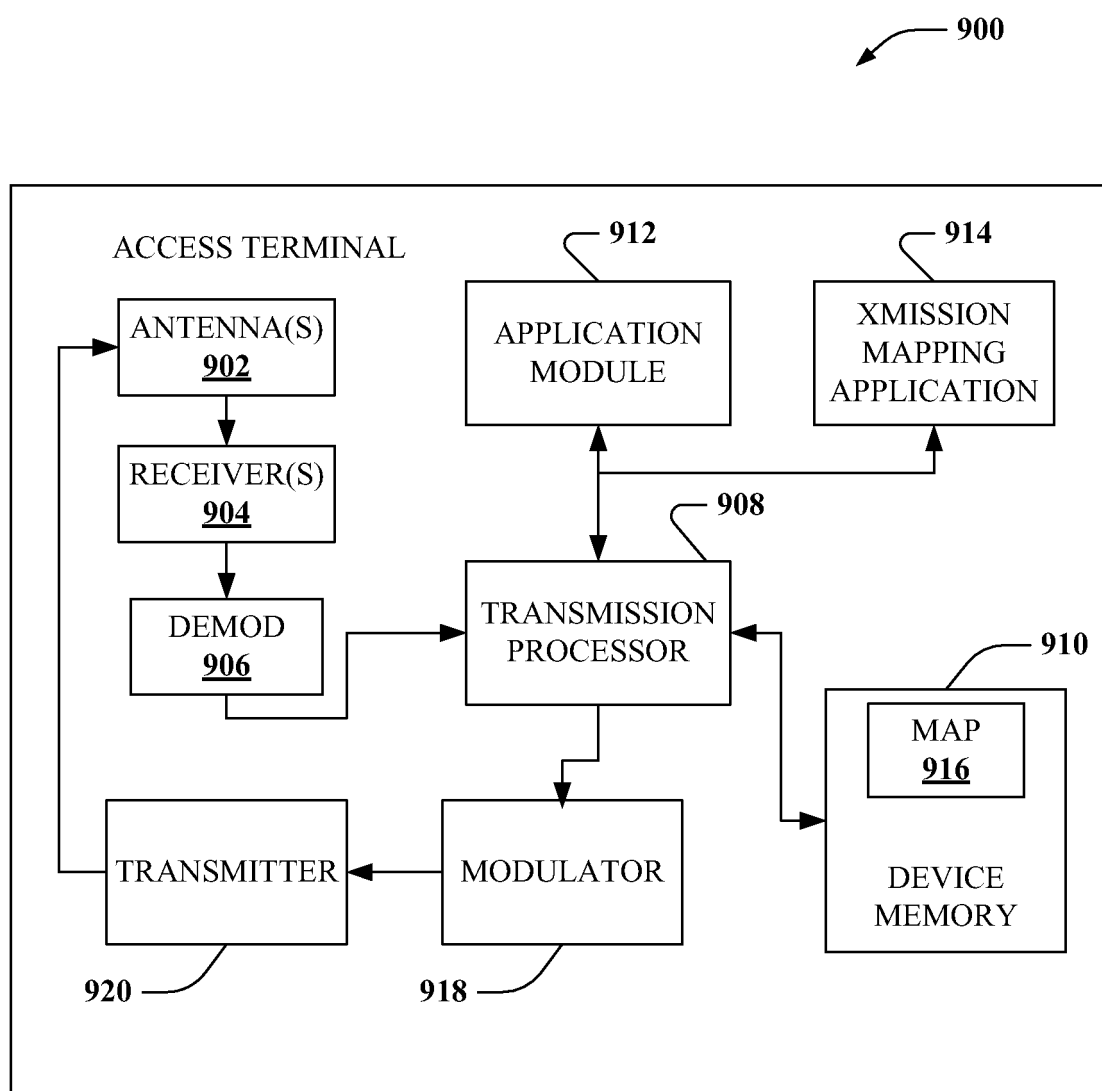 900
ACCESS TERMINAL
912
914
ANTENNA(S)
902
APPLICATION
MODULE
XMISSION
MAPPING
APPLICATION
RECEIVER(S)
904
908
DEMOD
906
TRANSMISSION
PROCESSOR
910
MAP
916
TRANSMITTER
MODULATOR
DEVICE
MEMORY
920
918